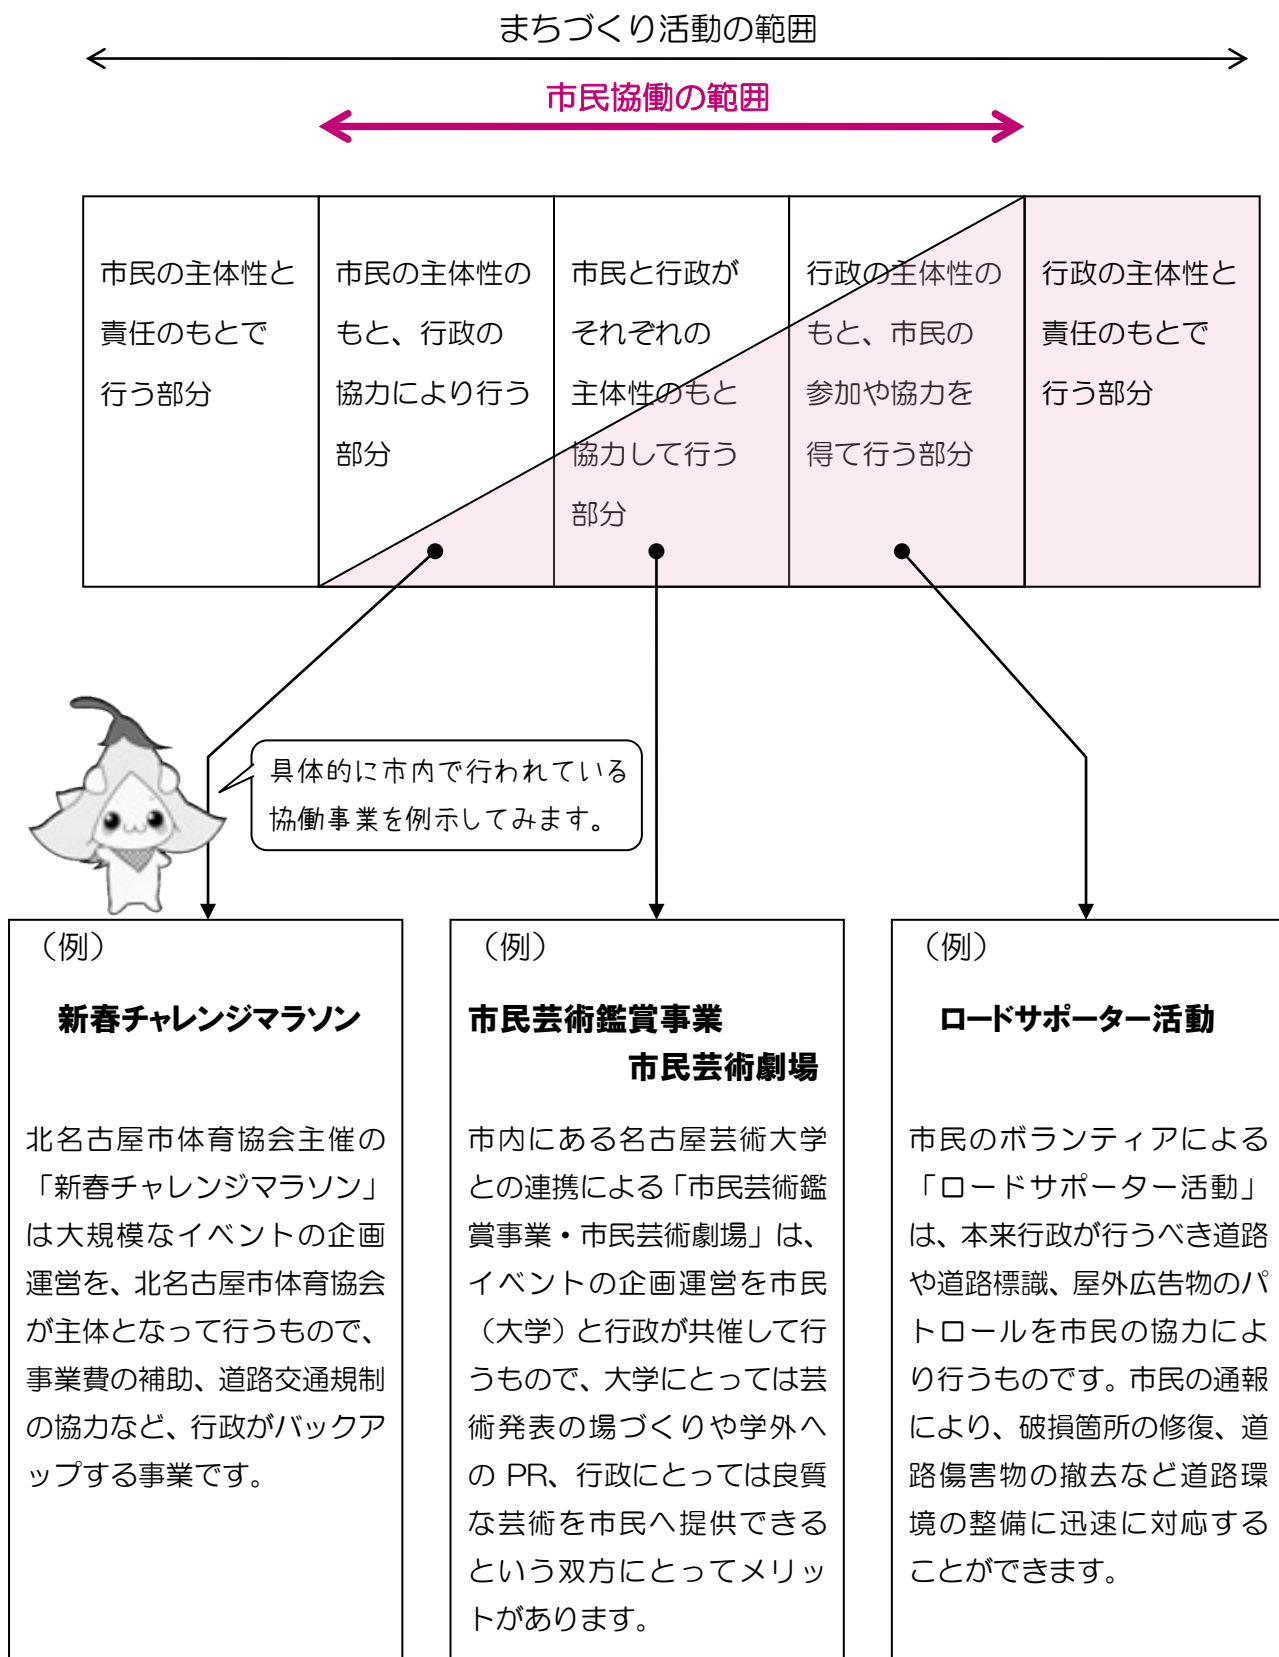 まちづくり活動の範囲
市民協働の範囲
市民の主体性と
責任のもとで
行う部分
市民の主体性の
もと、行政の
協力により行う
部分
市民と行政が
それぞれの
主体性のもと
協力して行う
部分
行政の主体性の
もと、市民の
参加や協力を
得て行う部分
行政の主体性と
責任のもとで
行う部分
具体的に市内で行われている
協働事業を例示してみます。
（例）
新春チャレンジマラソン
北名古屋市体育協会主催の
「新春チャレンジマラソン」
は大規模なイベントの企画
運営を、北名古屋市体育協会
が主体となって行うもので、
事業費の補助、道路交通規制
の協力など、行政がバックア
ップする事業です。
（例）
市民芸術鑑賞事業
市民芸術劇場
市内にある名古屋芸術大学
との連携による「市民芸術鑑
賞事業・市民芸術劇場」は、
イベントの企画運営を市民
（大学）と行政が共催して行
うもので、大学にとっては芸
術発表の場づくりや学外へ
の PR、行政にとっては良質
な芸術を市民へ提供できる
という双方にとってメリッ
トがあります。
（例）
ロードサポーター活動
市民のボランティアによる
「ロードサポーター活動」
は、本来行政が行うべき道路
や道路標識、屋外広告物のパ
トロールを市民の協力によ
り行うものです。市民の通報
により、破損箇所の修復、道
路傷害物の撤去など道路環
境の整備に迅速に対応する
ことができます。